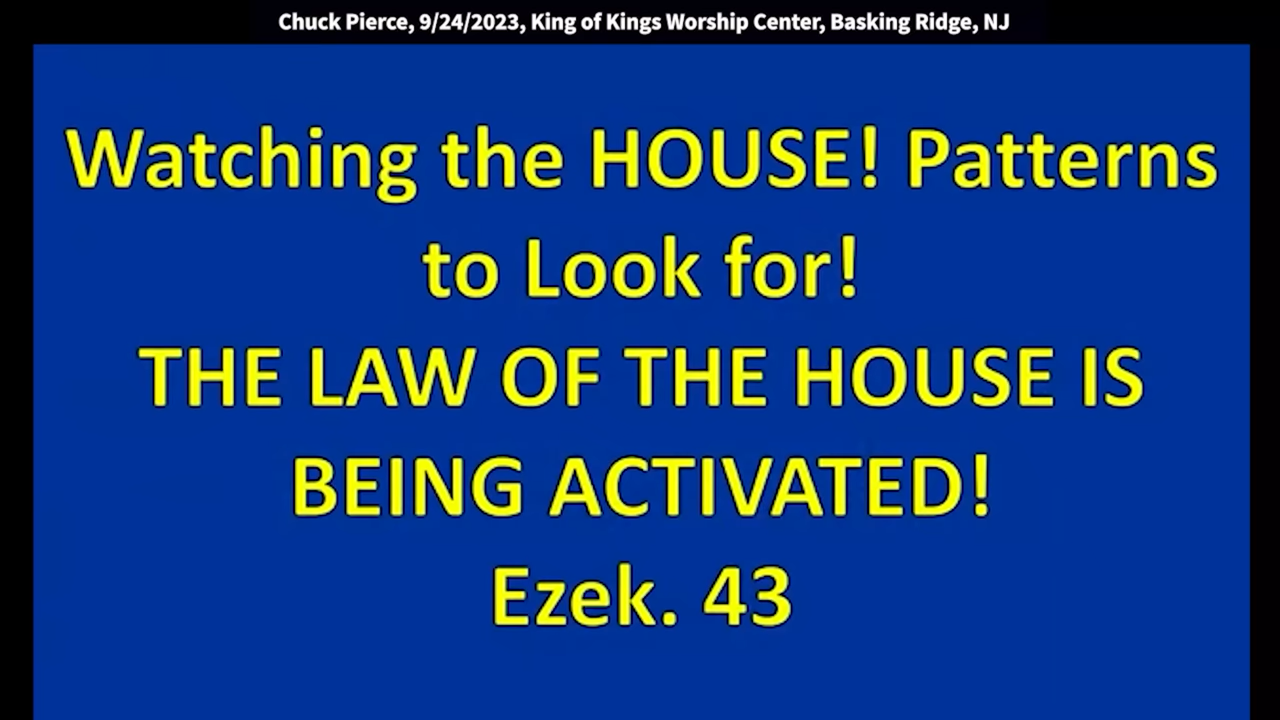 Chuck Pierce, 9/24/2023, King of Kings Worship Center, Basking Ridge, NJ
Watching the HOUSE! Patterns
to Look for!
THE LAW OF THE HOUSE IS
BEING ACTIVATED!
Ezek. 43